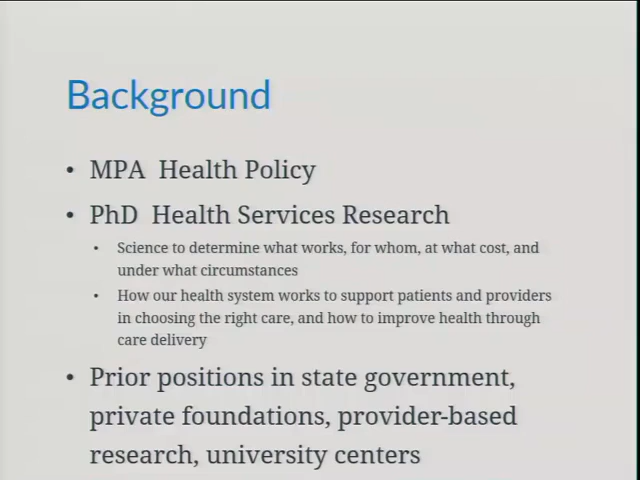 Background
• MPA Health Policy
• PhD Health Services Research
• Science to determine what works, for whom, at what cost, and
under what circumstances
• How our health system works to support patients and providers
in choosing the right care, and how to improve health through
care delivery
• Prior positions in state government,
private foundations, provider-based
research, university centers